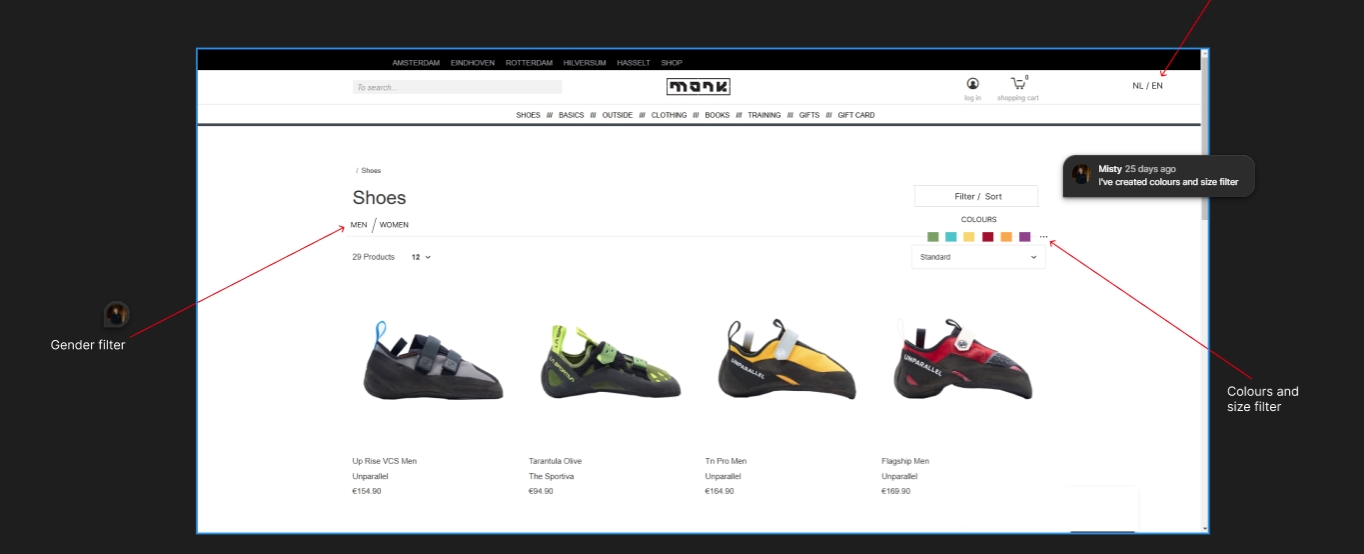 AMSTERDAM EINDHOVEN ROTTERDAM HILVERSUM HASSELT SHOP
To search...
monk
0
log in
shopping cart
NL / EN
SHOES /// BASICS /// OUTSIDE /// CLOTHING /// BOOKS /// TRAINING /// GIFTS /// GIFT CARD
/ Shoes
Misty 25 days ago
I've created colours and size filter
Shoes
Filter / Sort
MEN / WOMEN
COLOURS
...
29 Products 12
Standard
Gender filter
LA SPORTIVA
UNPARALLEL
UNPARALLEL
Colours and
size filter
Up Rise VCS Men
Unparallel
€154.90
Tarantula Olive
The Sportiva
€94.90
Tn Pro Men
Unparallel
€164.90
Flagship Men
Unparallel
€169.90